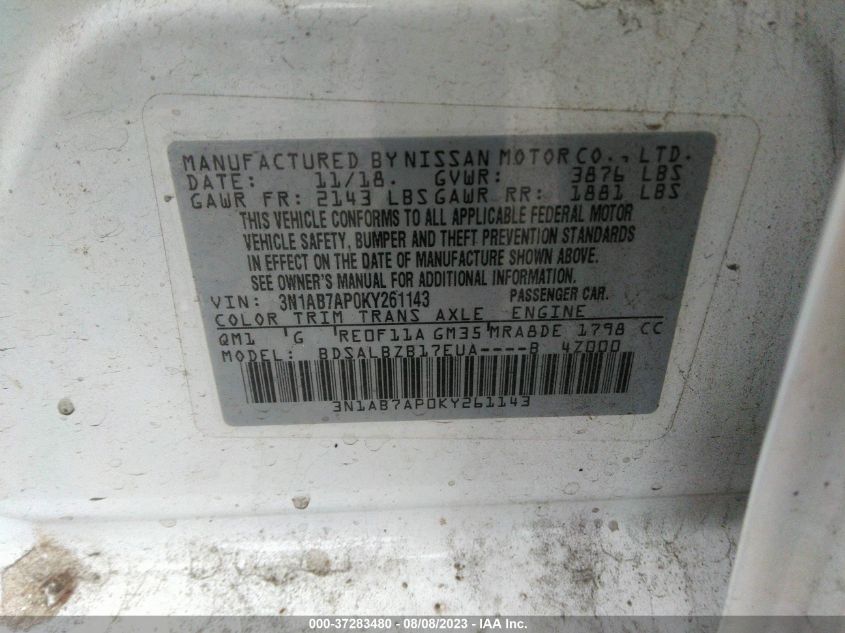 MANUFACTURED BY NISSAN MOTOR CO., LTD.
DATE: 11/18. GVWR: 3876 LBS
GAWR FR: 2143 LBS GAWR RR: 1881 LBS
THIS VEHICLE CONFORMS TO ALL APPLICABLE FEDERAL MOTOR
VEHICLE SAFETY, BUMPER AND THEFT PREVENTION STANDARDS
IN EFFECT ON THE DATE OF MANUFACTURE SHOWN ABOVE.
SEE OWNER'S MANUAL FOR ADDITIONAL INFORMATION.
VIN: 3N1AB7AP0KY261143 PASSENGER CAR.
COLOR TRIM TRANS AXLE ENGINE
QM1 G RE0F11A GM35 MRA8DE 1798 CC
MODEL: BDSALBZB17EUA----B 4Z000
3N1AB7AP0KY261143
000-37283480 - 08/08/2023 - IAA Inc.